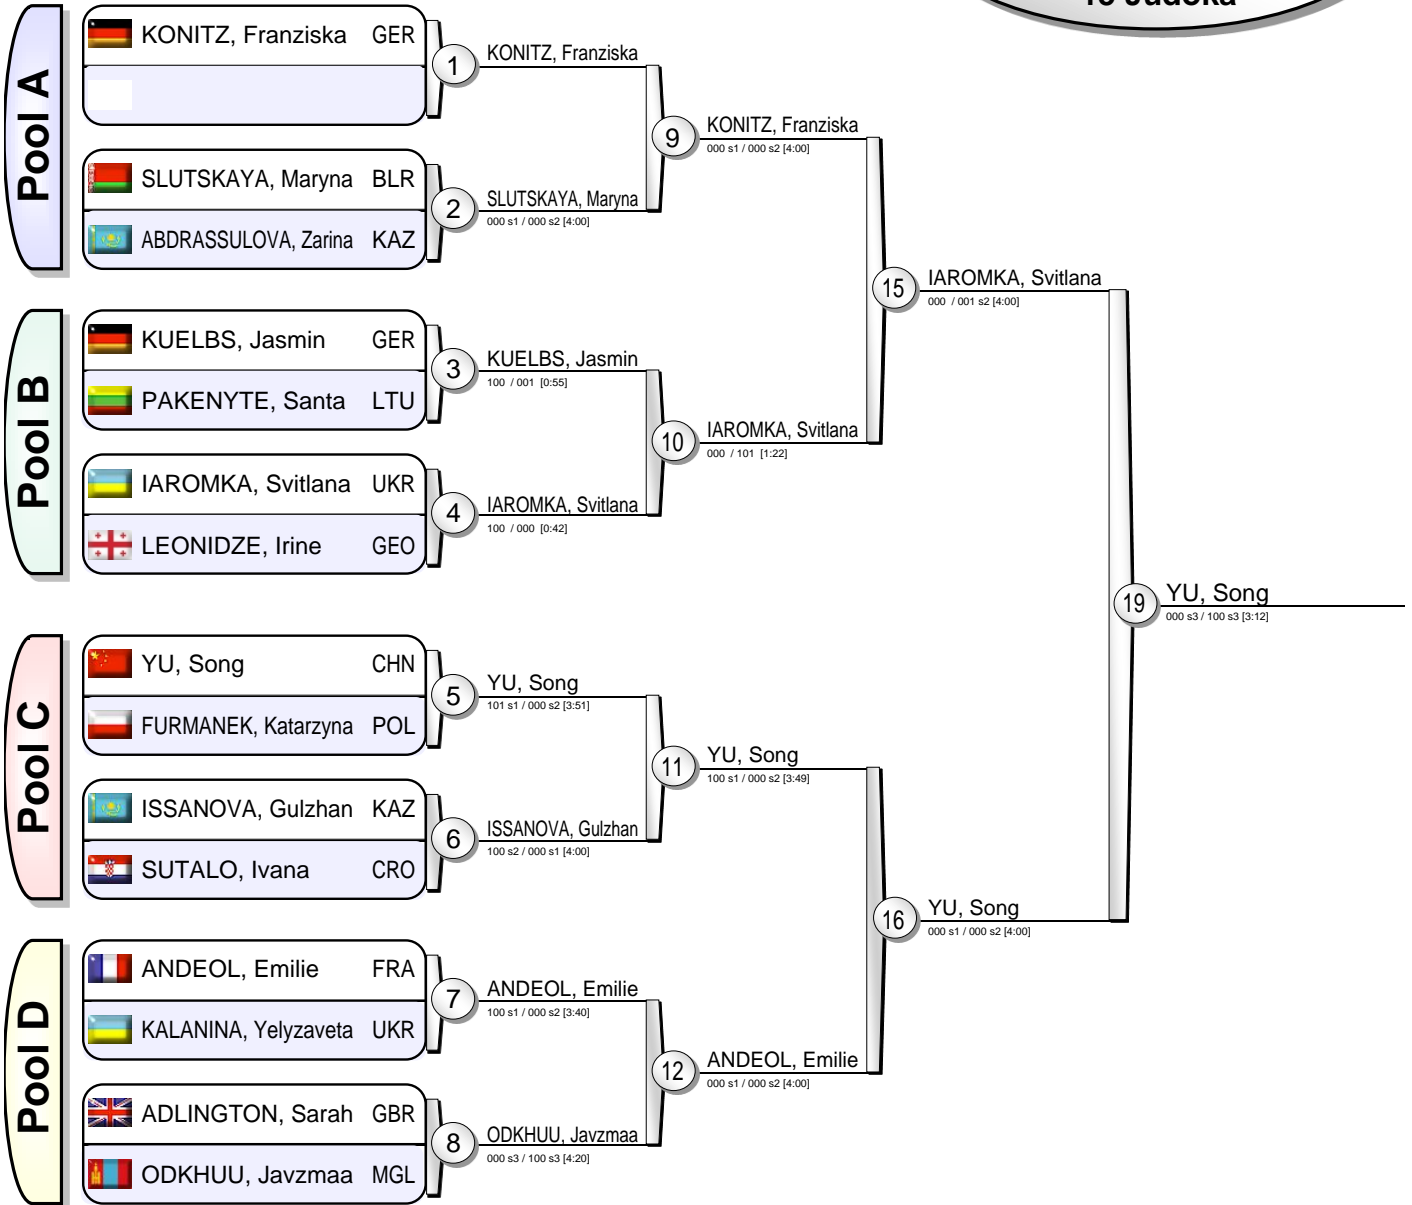 15 Judoka
Pool A
KONITZ, Franziska GER
1
KONITZ, Franziska
SLUTSKAYA, Maryna BLR
ABDRASSULOVA, Zarina KAZ
2
SLUTSKAYA, Maryna
000 s1 / 000 s2 [4:00]
9
KONITZ, Franziska
000 s1 / 000 s2 [4:00]
Pool B
KUELBS, Jasmin GER
PAKENYTE, Santa LTU
3
KUELBS, Jasmin
100 / 001 [0:55]
IAROMKA, Svitlana UKR
LEONIDZE, Irine GEO
4
IAROMKA, Svitlana
100 / 000 [0:42]
10
IAROMKA, Svitlana
000 / 101 [1:22]
15
IAROMKA, Svitlana
000 / 001 s2 [4:00]
Pool C
YU, Song CHN
FURMANEK, Katarzyna POL
5
YU, Song
101 s1 / 000 s2 [3:51]
ISSANOVA, Gulzhan KAZ
SUTALO, Ivana CRO
6
ISSANOVA, Gulzhan
100 s2 / 000 s1 [4:00]
11
YU, Song
100 s1 / 000 s2 [3:49]
Pool D
ANDEOL, Emilie FRA
KALANINA, Yelyzaveta UKR
7
ANDEOL, Emilie
100 s1 / 000 s2 [3:40]
ADLINGTON, Sarah GBR
ODKHUU, Javzmaa MGL
8
ODKHUU, Javzmaa
000 s3 / 100 s3 [4:20]
12
ANDEOL, Emilie
000 s1 / 000 s2 [4:00]
16
YU, Song
000 s1 / 000 s2 [4:00]
19
YU, Song
000 s3 / 100 s3 [3:12]